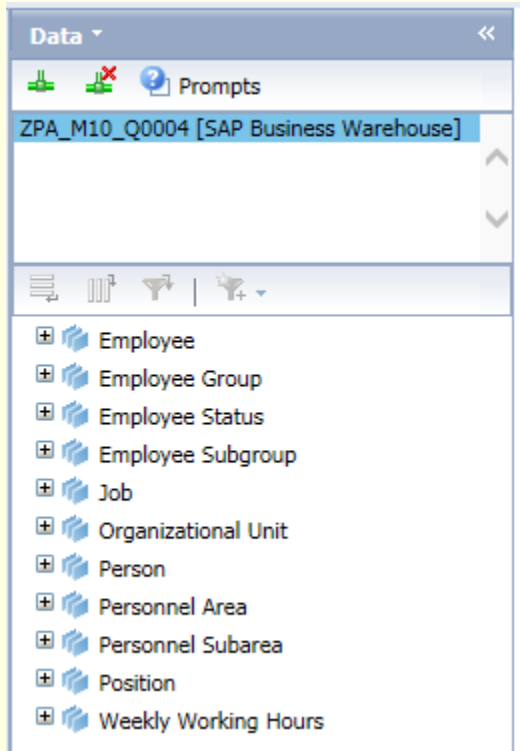 Data
Prompts
ZPA_M10_Q0004 [SAP Business Warehouse]
Employee
Employee Group
Employee Status
Employee Subgroup
Job
Organizational Unit
Person
Personnel Area
Personnel Subarea
Position
Weekly Working Hours